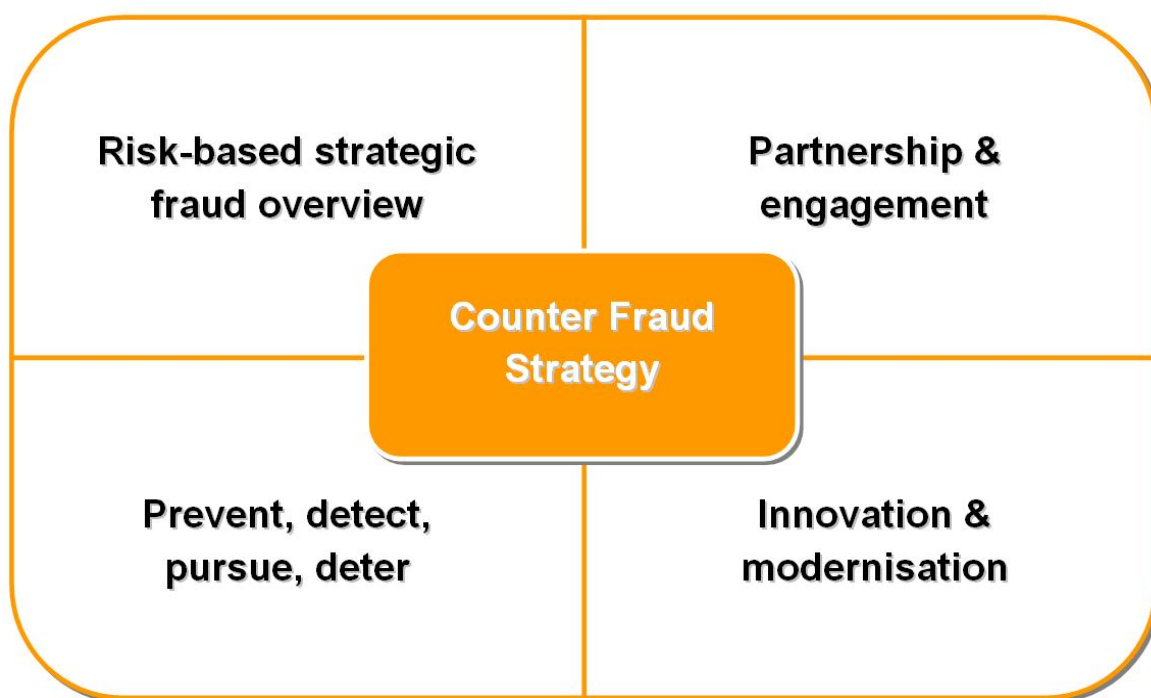 Risk-based strategic
fraud overview
Partnership &
engagement
Counter Fraud
Strategy
Prevent, detect,
pursue, deter
Innovation &
modernisation